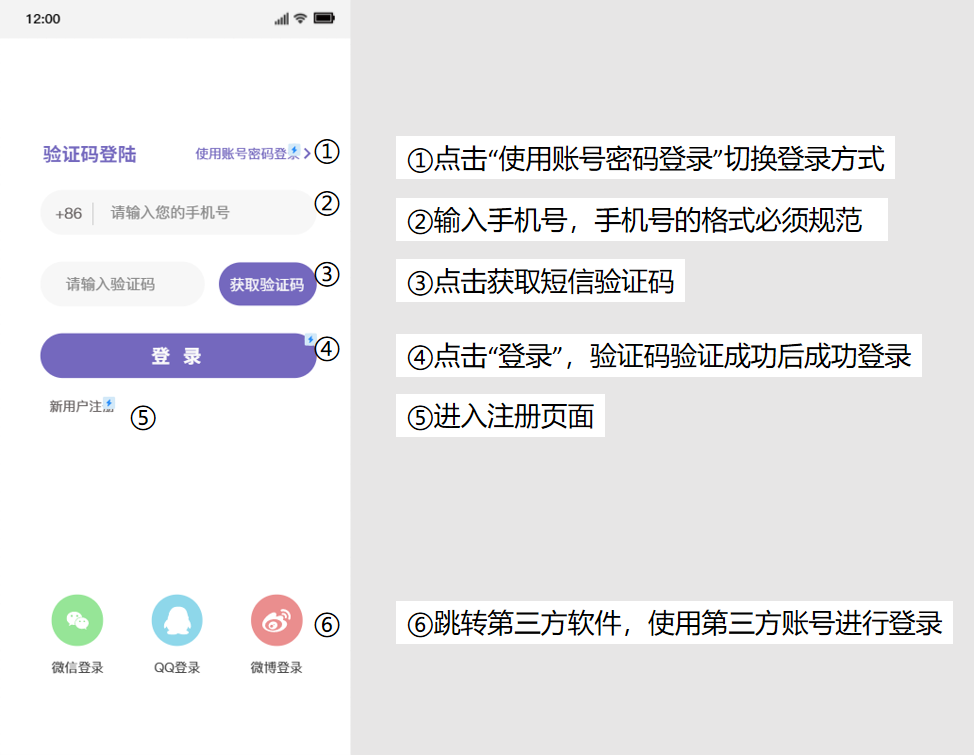 12:00
验证码登陆
使用账号密码登录
①
①点击“使用账号密码登录”切换登录方式
+86
请输入您的手机号
②
②输入手机号，手机号的格式必须规范
请输入验证码
获取验证码
③
③点击获取短信验证码
登 录
④
④点击“登录”，验证码验证成功后成功登录
新用户注册
⑤
⑤进入注册页面
⑥
⑥跳转第三方软件，使用第三方账号进行登录
微信登录
QQ登录
微博登录